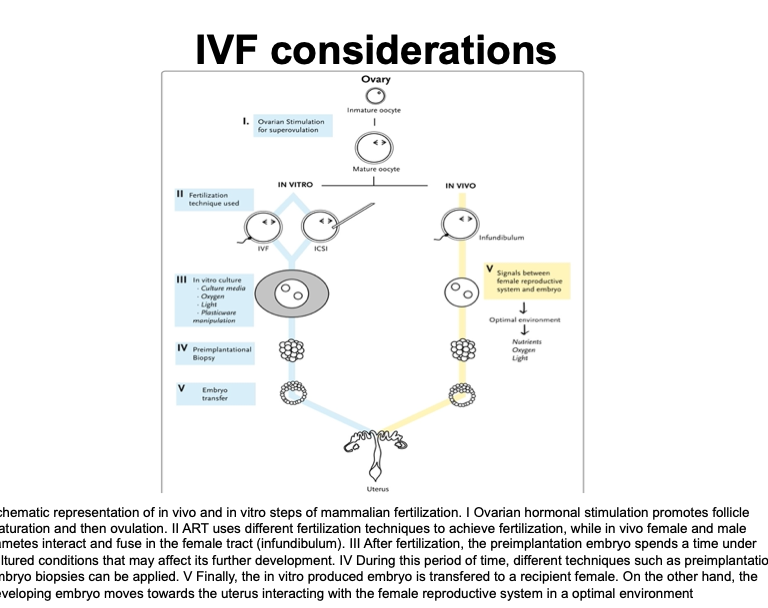 IVF considerations
Ovary
Inmature oocyte
I. Ovarian Stimulation
for superovulation
Mature oocyte
IN VITRO
IN VIVO
II Fertilization
technique used
IVF
ICSI
Infundibulum
III In vitro culture
- Culture media
- Oxygen
- Light
- Plasticware
manipulation
V Signals between
female reproductive
system and embryo
Optimal environment
Nutrients
Oxygen
Light
IV Preimplantational
Biopsy
V Embryo
transfer
Uterus
chematic representation of in vivo and in vitro steps of mammalian fertilization. I Ovarian hormonal stimulation promotes follicle
aturation and then ovulation. II ART uses different fertilization techniques to achieve fertilization, while in vivo female and male
ametes interact and fuse in the female tract (infundibulum). III After fertilization, the preimplantation embryo spends a time under
ltured conditions that may affect its further development. IV During this period of time, different techniques such as preimplantatio
mbryo biopsies can be applied. V Finally, the in vitro produced embryo is transfered to a recipient female. On the other hand, the
eveloping embryo moves towards the uterus interacting with the female reproductive system in a optimal environment